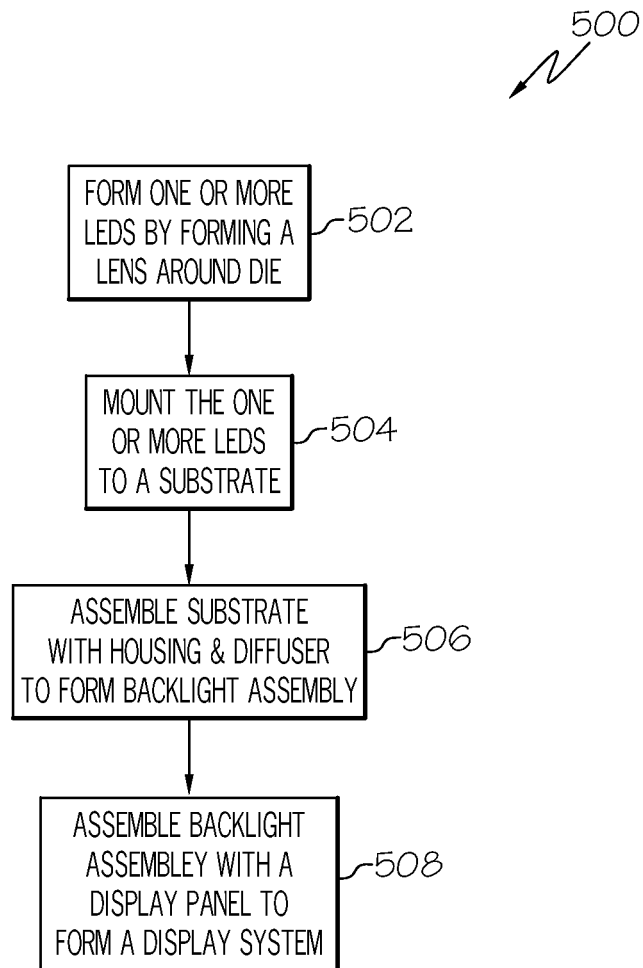 500
FORM ONE OR MORE
LEDS BY FORMING A
LENS AROUND DIE
502
MOUNT THE ONE
OR MORE LEDS
TO A SUBSTRATE
504
ASSEMBLE SUBSTRATE
WITH HOUSING & DIFFUSER
TO FORM BACKLIGHT ASSEMBLY
506
ASSEMBLE BACKLIGHT
ASSEMBLEY WITH A
DISPLAY PANEL TO
FORM A DISPLAY SYSTEM
508